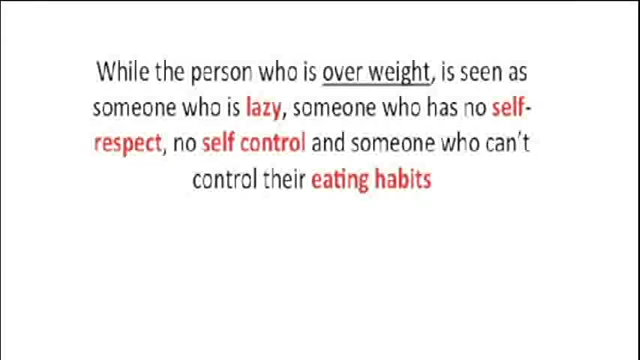 While the person who is over weight, is seen as
someone who is lazy, someone who has no self-
respect, no self control and someone who can't
control their eating habits